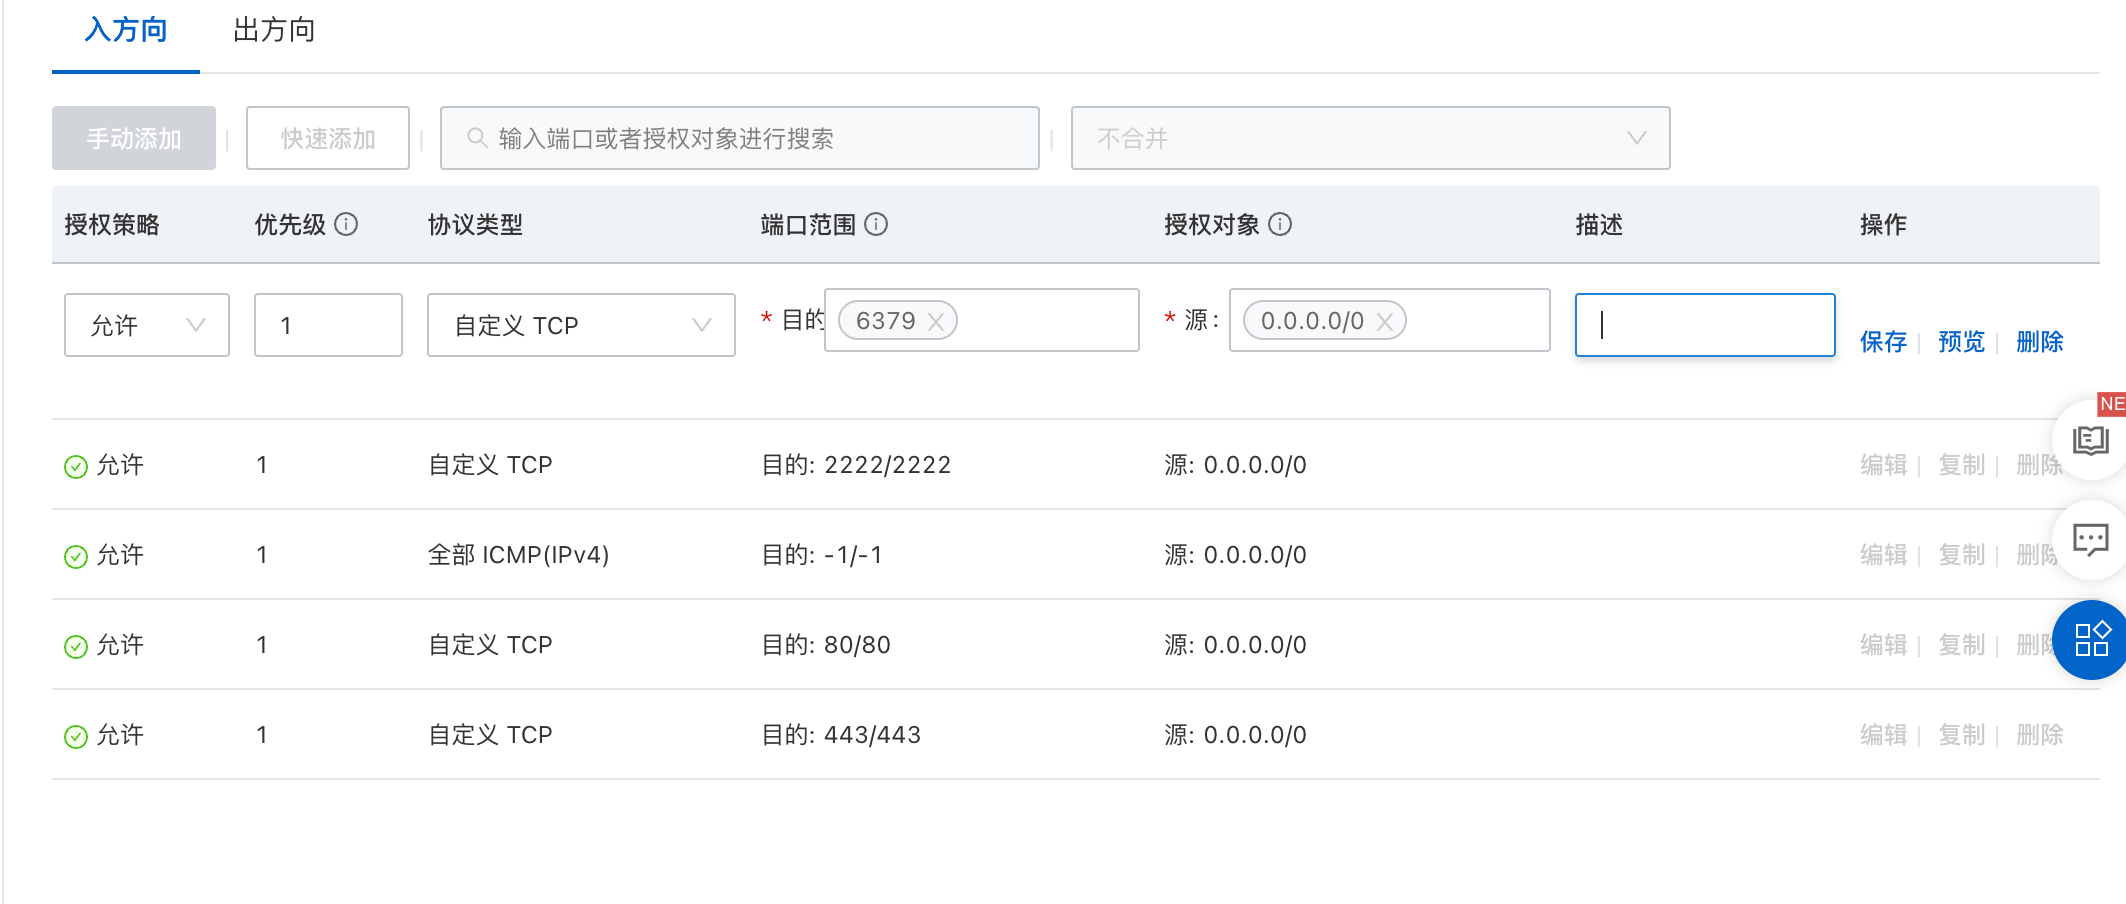 入方向 出方向
手动添加 快速添加 输入端口或者授权对象进行搜索 不合并
授权策略 优先级 协议类型 端口范围 授权对象 描述 操作
允许 1 自定义 TCP * 目的 6379 * 源: 0.0.0.0/0 保存 预览 删除
NE
允许 1 自定义 TCP 目的: 2222/2222 源: 0.0.0.0/0 编辑 复制 删除
允许 1 全部 ICMP(IPv4) 目的: -1/-1 源: 0.0.0.0/0 编辑 复制 删除
允许 1 自定义 TCP 目的: 80/80 源: 0.0.0.0/0 编辑 复制 删除
允许 1 自定义 TCP 目的: 443/443 源: 0.0.0.0/0 编辑 复制 删除